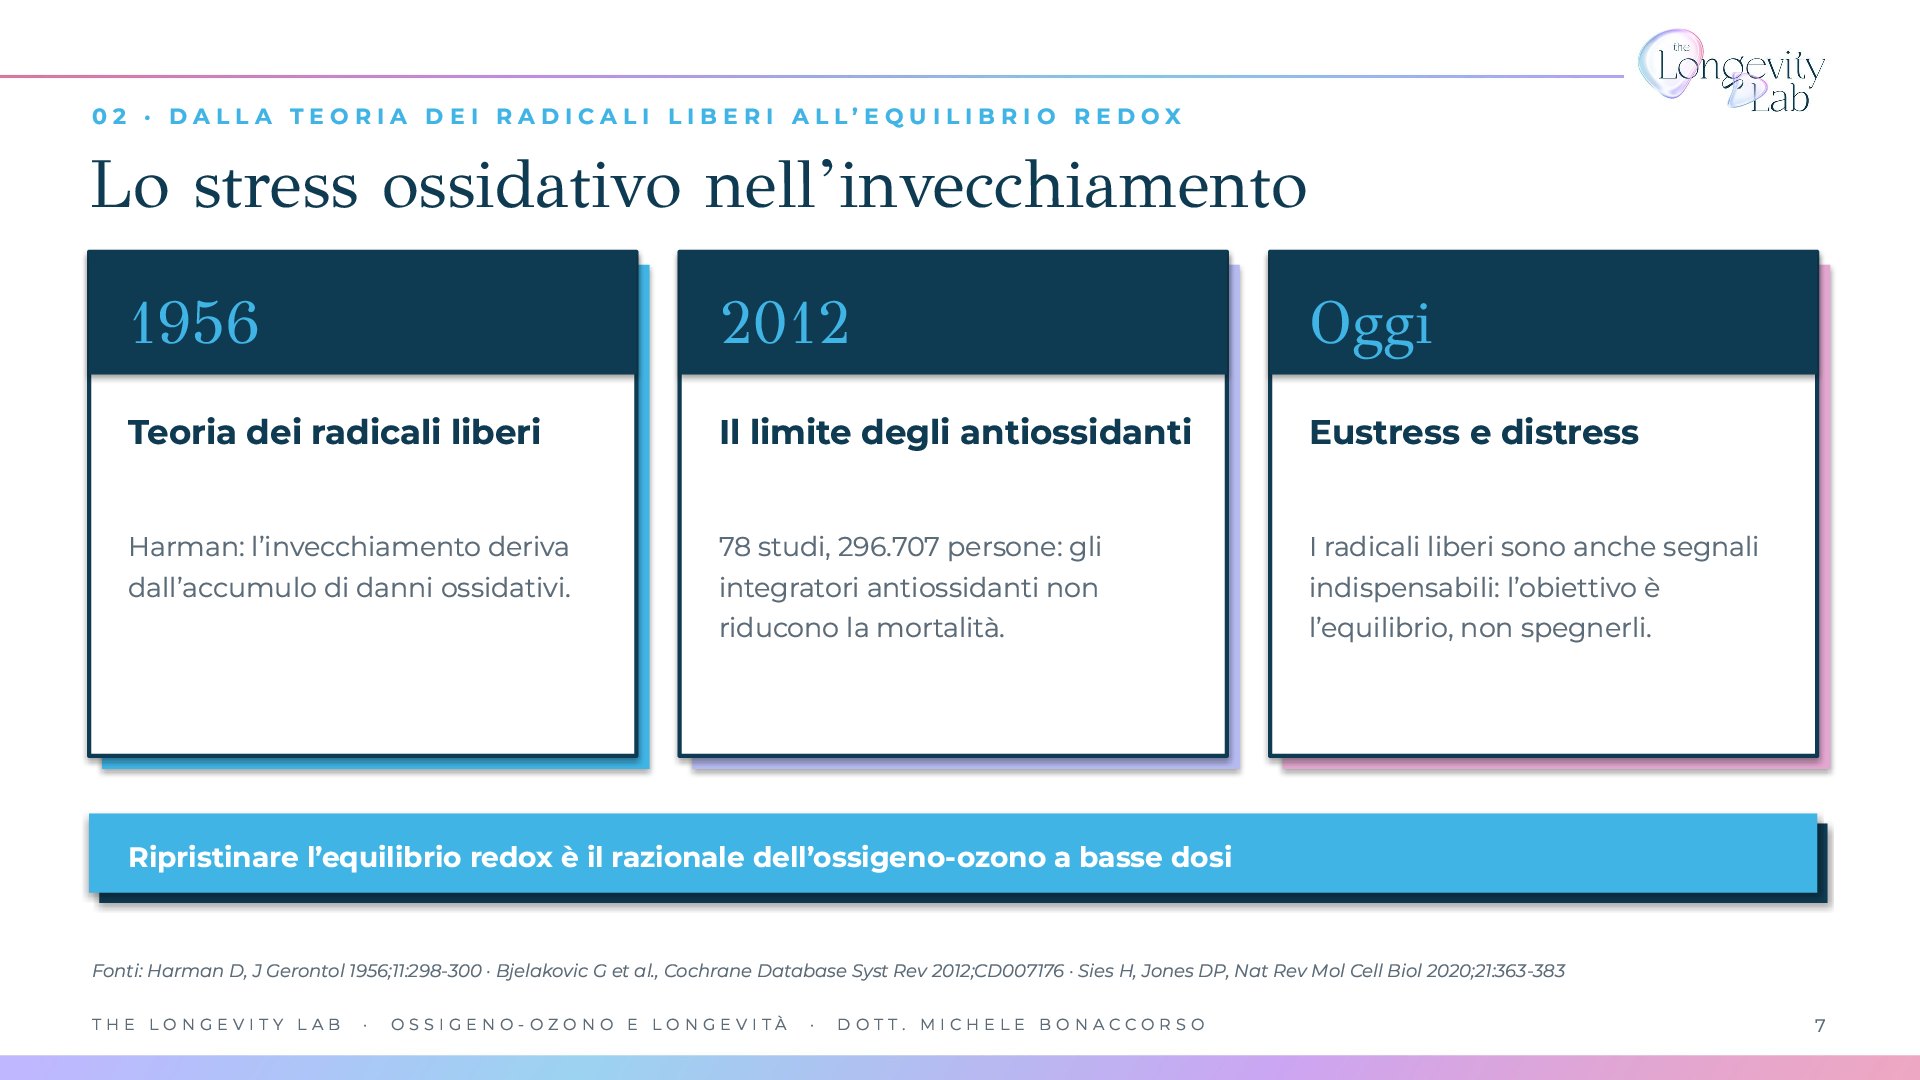 the
Longevity
Lab
02 · DALLA TEORIA DEI RADICALI LIBERI ALL’EQUILIBRIO REDOX
Lo stress ossidativo nell’invecchiamento
1956
Teoria dei radicali liberi
Harman: l’invecchiamento deriva
dall’accumulo di danni ossidativi.
2012
Il limite degli antiossidanti
78 studi, 296.707 persone: gli
integratori antiossidanti non
riducono la mortalità.
Oggi
Eustress e distress
I radicali liberi sono anche segnali
indispensabili: l’obiettivo è
l’equilibrio, non spegnerli.
Ripristinare l’equilibrio redox è il razionale dell’ossigeno-ozono a basse dosi
Fonti: Harman D, J Gerontol 1956;11:298-300 · Bjelakovic G et al., Cochrane Database Syst Rev 2012;CD007176 · Sies H, Jones DP, Nat Rev Mol Cell Biol 2020;21:363-383
THE LONGEVITY LAB · OSSIGENO-OZONO E LONGEVITÀ · DOTT. MICHELE BONACCORSO
7